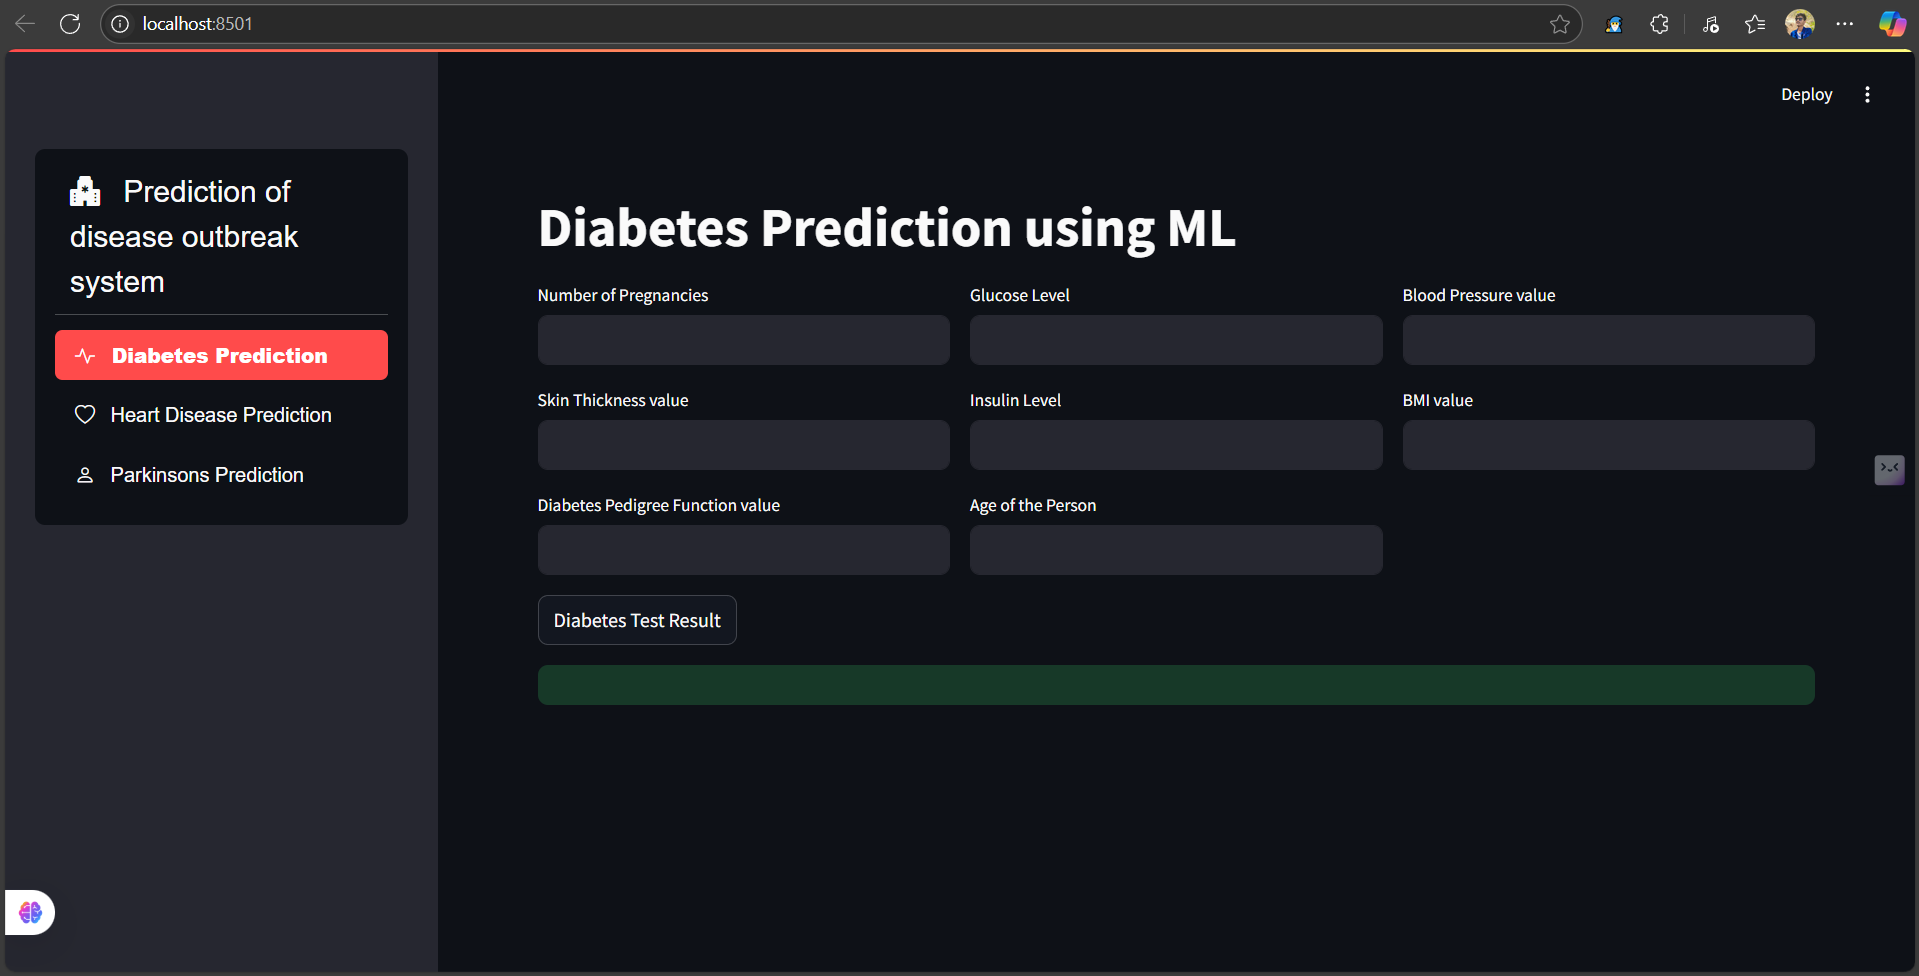 localhost:8501
Deploy
Prediction of
disease outbreak
system
Diabetes Prediction
Heart Disease Prediction
Parkinsons Prediction
Diabetes Prediction using ML
Number of Pregnancies
Glucose Level
Blood Pressure value
Skin Thickness value
Insulin Level
BMI value
Diabetes Pedigree Function value
Age of the Person
Diabetes Test Result